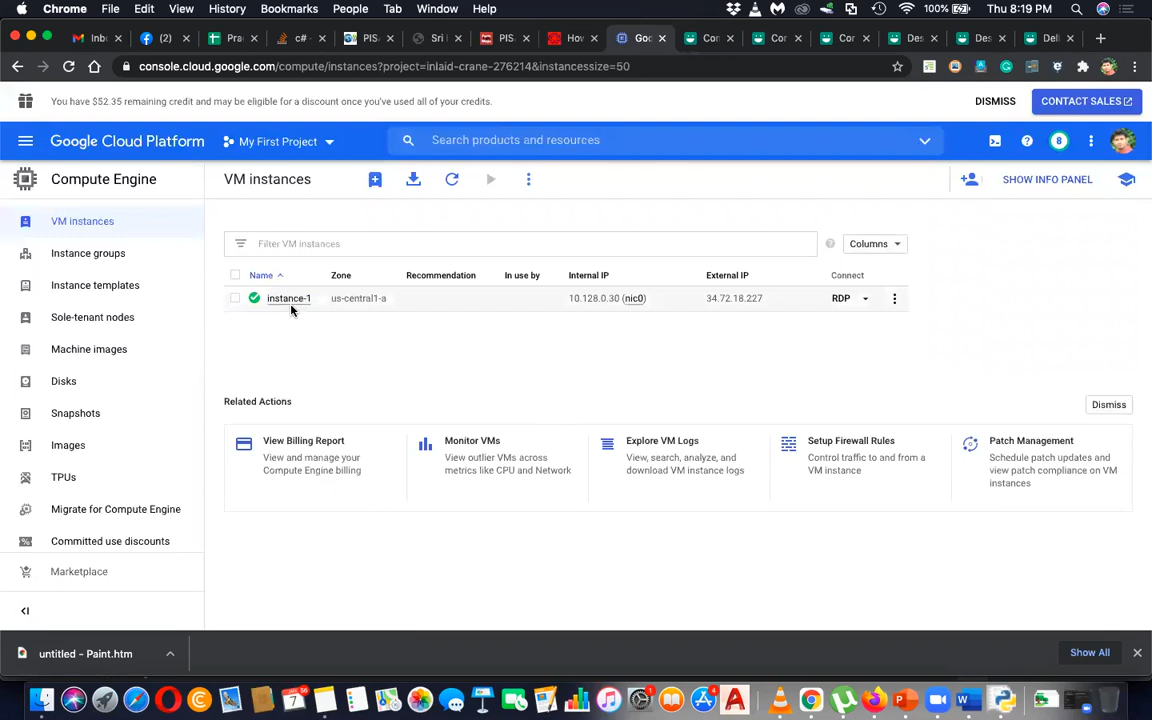 Chrome File Edit View History Bookmarks People Tab Window Help 100% Thu 8:19 PM
Inb (2) Prac c# - PISA Sri PISA How Goo Con Cor Cor Des Des Deli
console.cloud.google.com/compute/instances?project=inlaid-crane-276214&instancessize=50
You have $52.35 remaining credit and may be eligible for a discount once you've used all of your credits. DISMISS CONTACT SALES
Google Cloud Platform My First Project Search products and resources 8
Compute Engine VM instances SHOW INFO PANEL
VM instances
Instance groups
Instance templates
Sole-tenant nodes
Machine images
Disks
Snapshots
Images
TPUs
Migrate for Compute Engine
Committed use discounts
Marketplace
Filter VM instances Columns
Name Zone Recommendation In use by Internal IP External IP Connect
instance-1 us-central1-a 10.128.0.30 (nic0) 34.72.18.227 RDP
Related Actions Dismiss
View Billing Report
View and manage your
Compute Engine billing
Monitor VMs
View outlier VMs across
metrics like CPU and Network
Explore VM Logs
View, search, analyze, and
download VM instance logs
Setup Firewall Rules
Control traffic to and from a
VM instance
Patch Management
Schedule patch updates and
view patch compliance on VM
instances
untitled - Paint.htm Show All